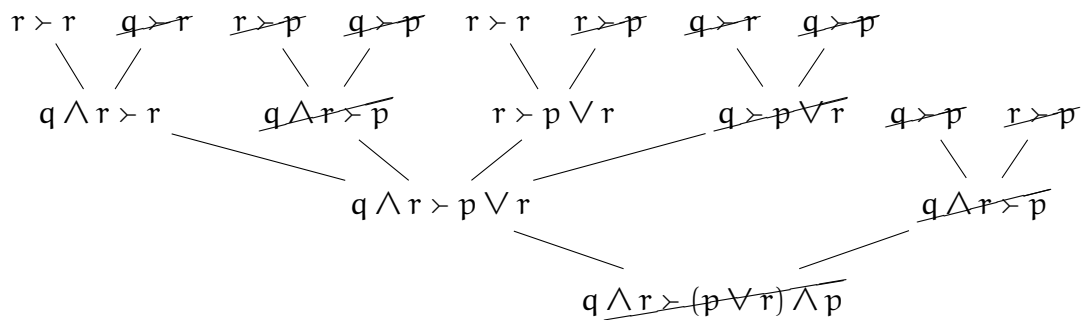 r ≻ r q ≻ r r ≻ p q ≻ p r ≻ r r ≻ p q ≻ r q ≻ p
q ∧ r ≻ r q ∧ r ≻ p r ≻ p ∨ r q ≻ p ∨ r q ≻ p r ≻ p
q ∧ r ≻ p ∨ r q ∧ r ≻ p
q ∧ r ≻ (p ∨ r) ∧ p